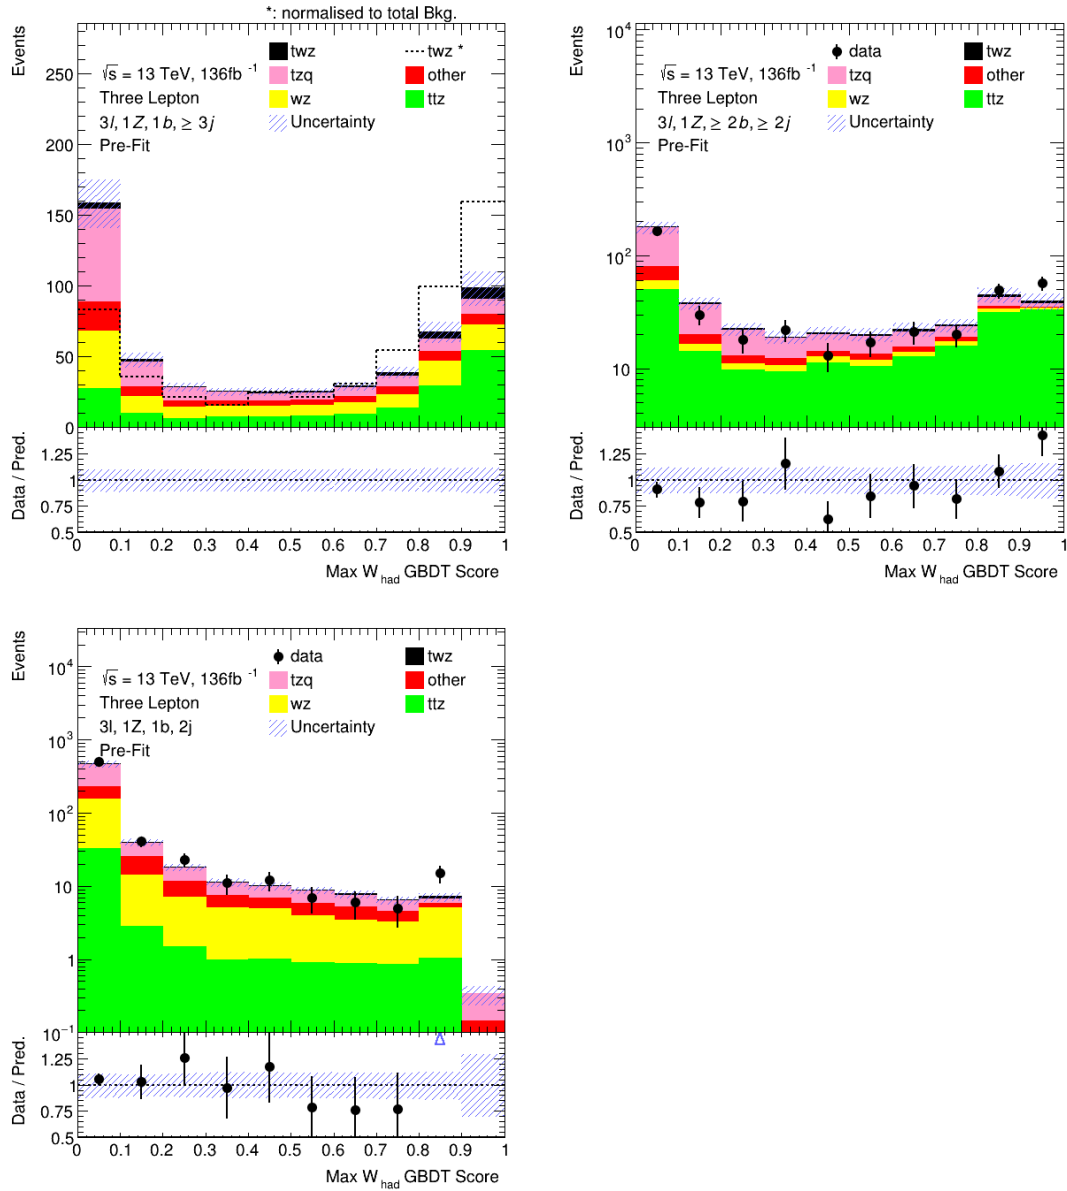 *: normalised to total Bkg.
Events
250
200
150
100
50
0
√s = 13 TeV, 136fb⁻¹
Three Lepton
3l, 1Z, 1b, ≥ 3j
Pre-Fit
twz
twz *
tzq
other
wz
ttz
Uncertainty
Data / Pred.
1.25
1
0.75
0.5
0 0.1 0.2 0.3 0.4 0.5 0.6 0.7 0.8 0.9 1
Max W_had GBDT Score
Events
10⁴
10³
10²
10
√s = 13 TeV, 136fb⁻¹
Three Lepton
3l, 1Z, ≥ 2b, ≥ 2j
Pre-Fit
data
twz
tzq
other
wz
ttz
Uncertainty
Data / Pred.
1.25
1
0.75
0.5
0 0.1 0.2 0.3 0.4 0.5 0.6 0.7 0.8 0.9 1
Max W_had GBDT Score
Events
10⁴
10³
10²
10
1
10⁻¹
√s = 13 TeV, 136fb⁻¹
Three Lepton
3l, 1Z, 1b, 2j
Pre-Fit
data
twz
tzq
other
wz
ttz
Uncertainty
Data / Pred.
1.25
1
0.75
0.5
0 0.1 0.2 0.3 0.4 0.5 0.6 0.7 0.8 0.9 1
Max W_had GBDT Score